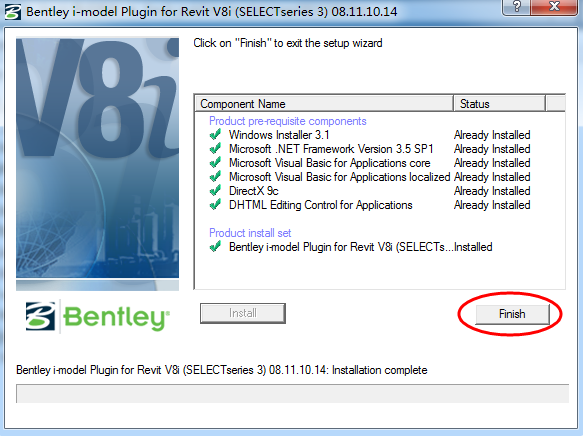 Bentley i-model Plugin for Revit V8i (SELECTseries 3) 08.11.10.14
V8i
Click on "Finish" to exit the setup wizard
Component Name Status
Product pre-requisite components
Windows Installer 3.1 Already Installed
Microsoft .NET Framework Version 3.5 SP1 Already Installed
Microsoft Visual Basic for Applications core Already Installed
Microsoft Visual Basic for Applications localized Already Installed
DirectX 9c Already Installed
DHTML Editing Control for Applications Already Installed
Product install set
Bentley i-model Plugin for Revit V8i (SELECTs...Installed
Bentley
Install
Finish
Bentley i-model Plugin for Revit V8i (SELECTseries 3) 08.11.10.14: Installation complete